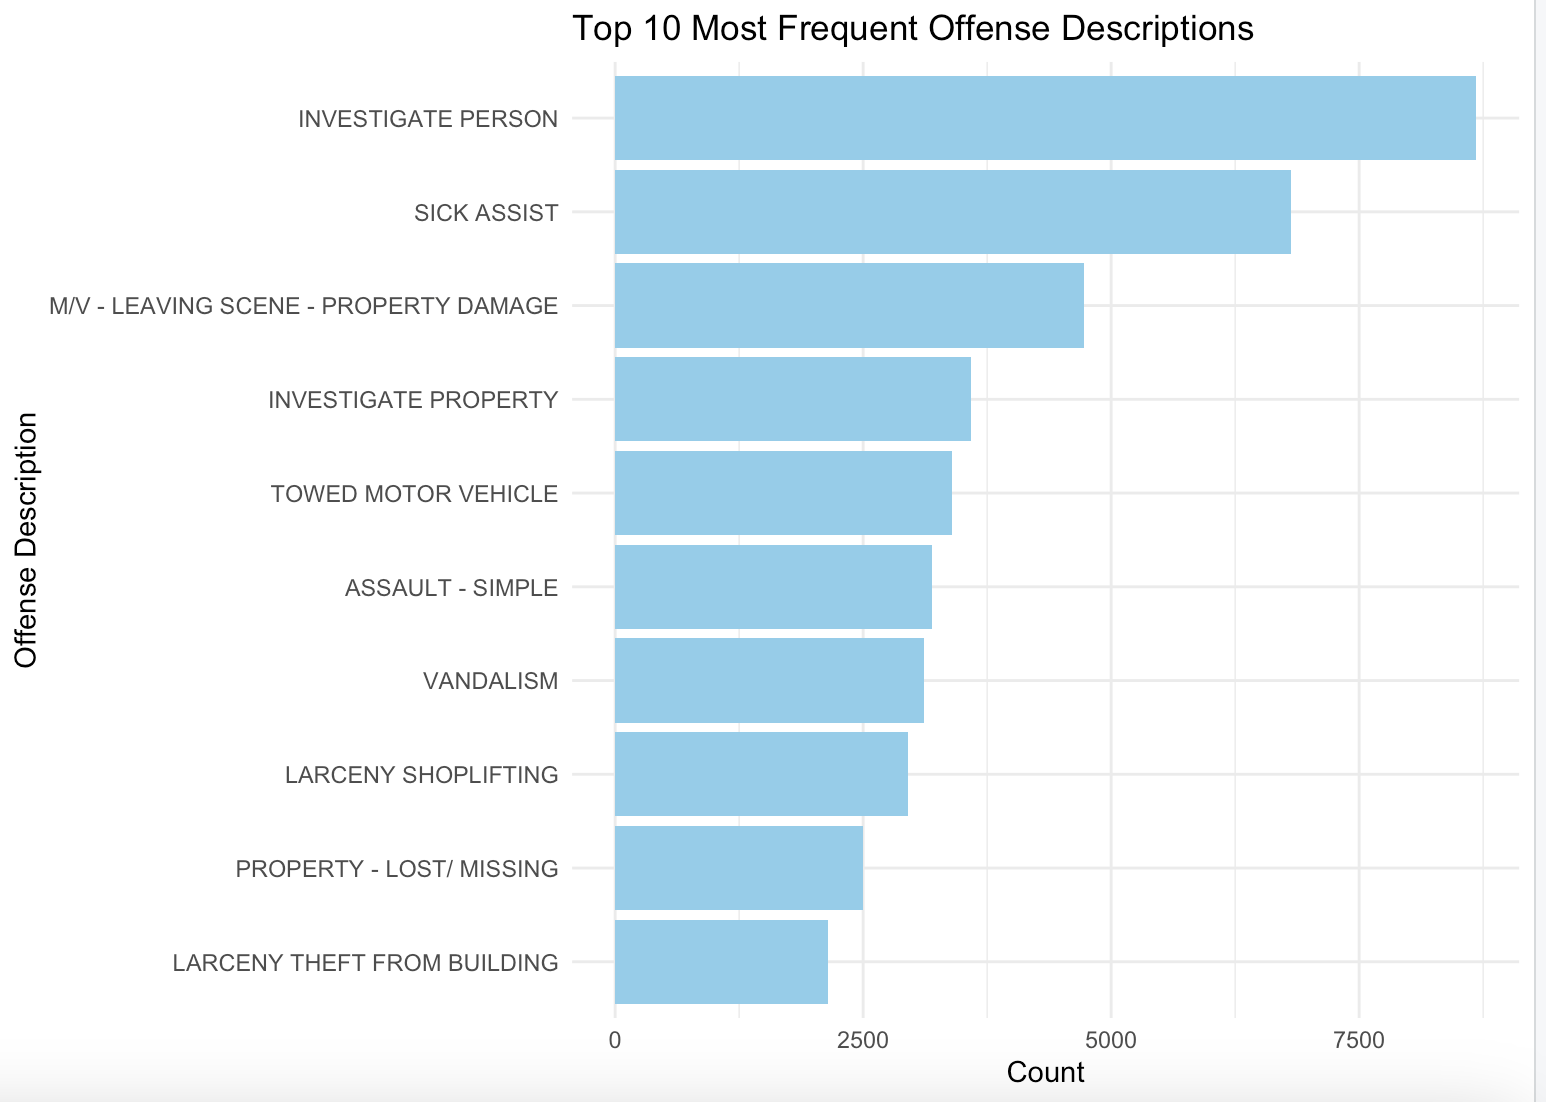 Top 10 Most Frequent Offense Descriptions
INVESTIGATE PERSON
SICK ASSIST
M/V - LEAVING SCENE - PROPERTY DAMAGE
INVESTIGATE PROPERTY
TOWED MOTOR VEHICLE
ASSAULT - SIMPLE
VANDALISM
LARCENY SHOPLIFTING
PROPERTY - LOST/ MISSING
LARCENY THEFT FROM BUILDING
Offense Description
0 2500 5000 7500
Count